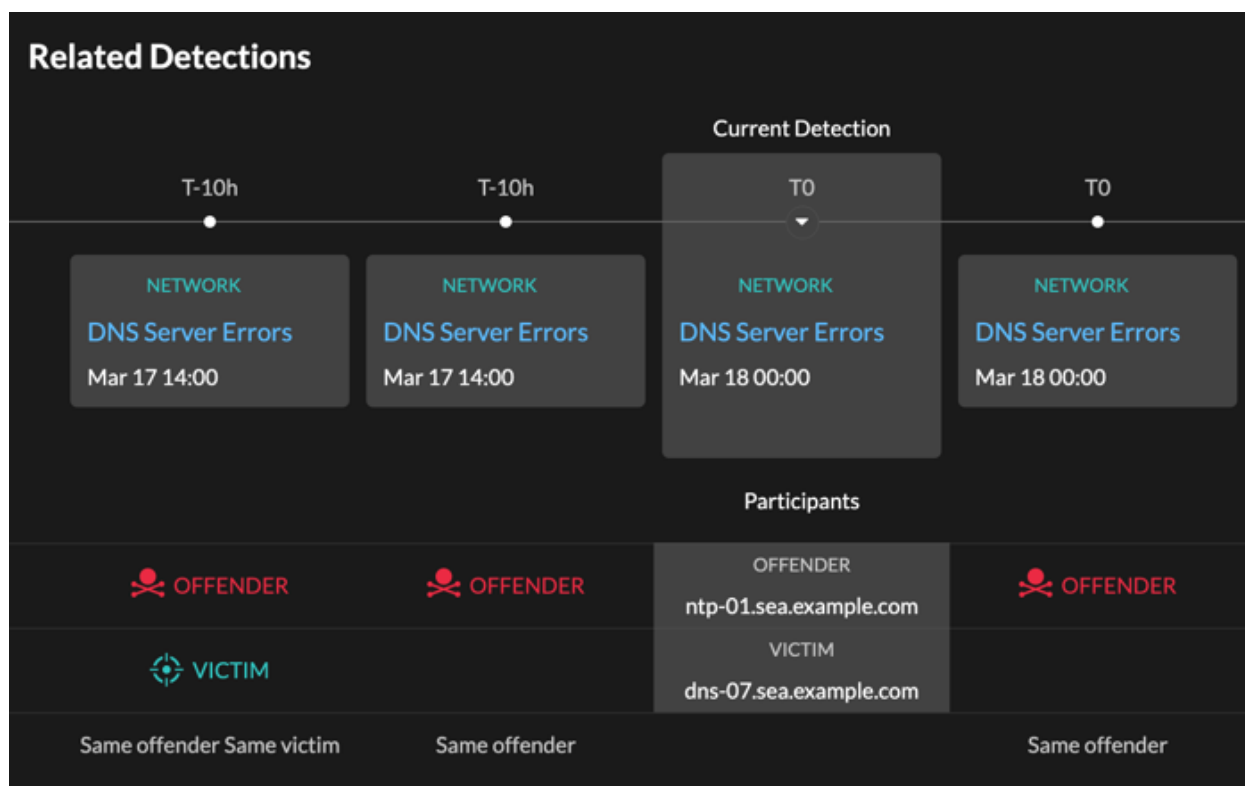 Related Detections
Current Detection
T-10h
T-10h
T0
T0
NETWORK
NETWORK
NETWORK
NETWORK
DNS Server Errors
DNS Server Errors
DNS Server Errors
DNS Server Errors
Mar 17 14:00
Mar 17 14:00
Mar 18 00:00
Mar 18 00:00
Participants
OFFENDER
OFFENDER
OFFENDER
ntp-01.sea.example.com
OFFENDER
VICTIM
VICTIM
dns-07.sea.example.com
Same offender Same victim
Same offender
Same offender